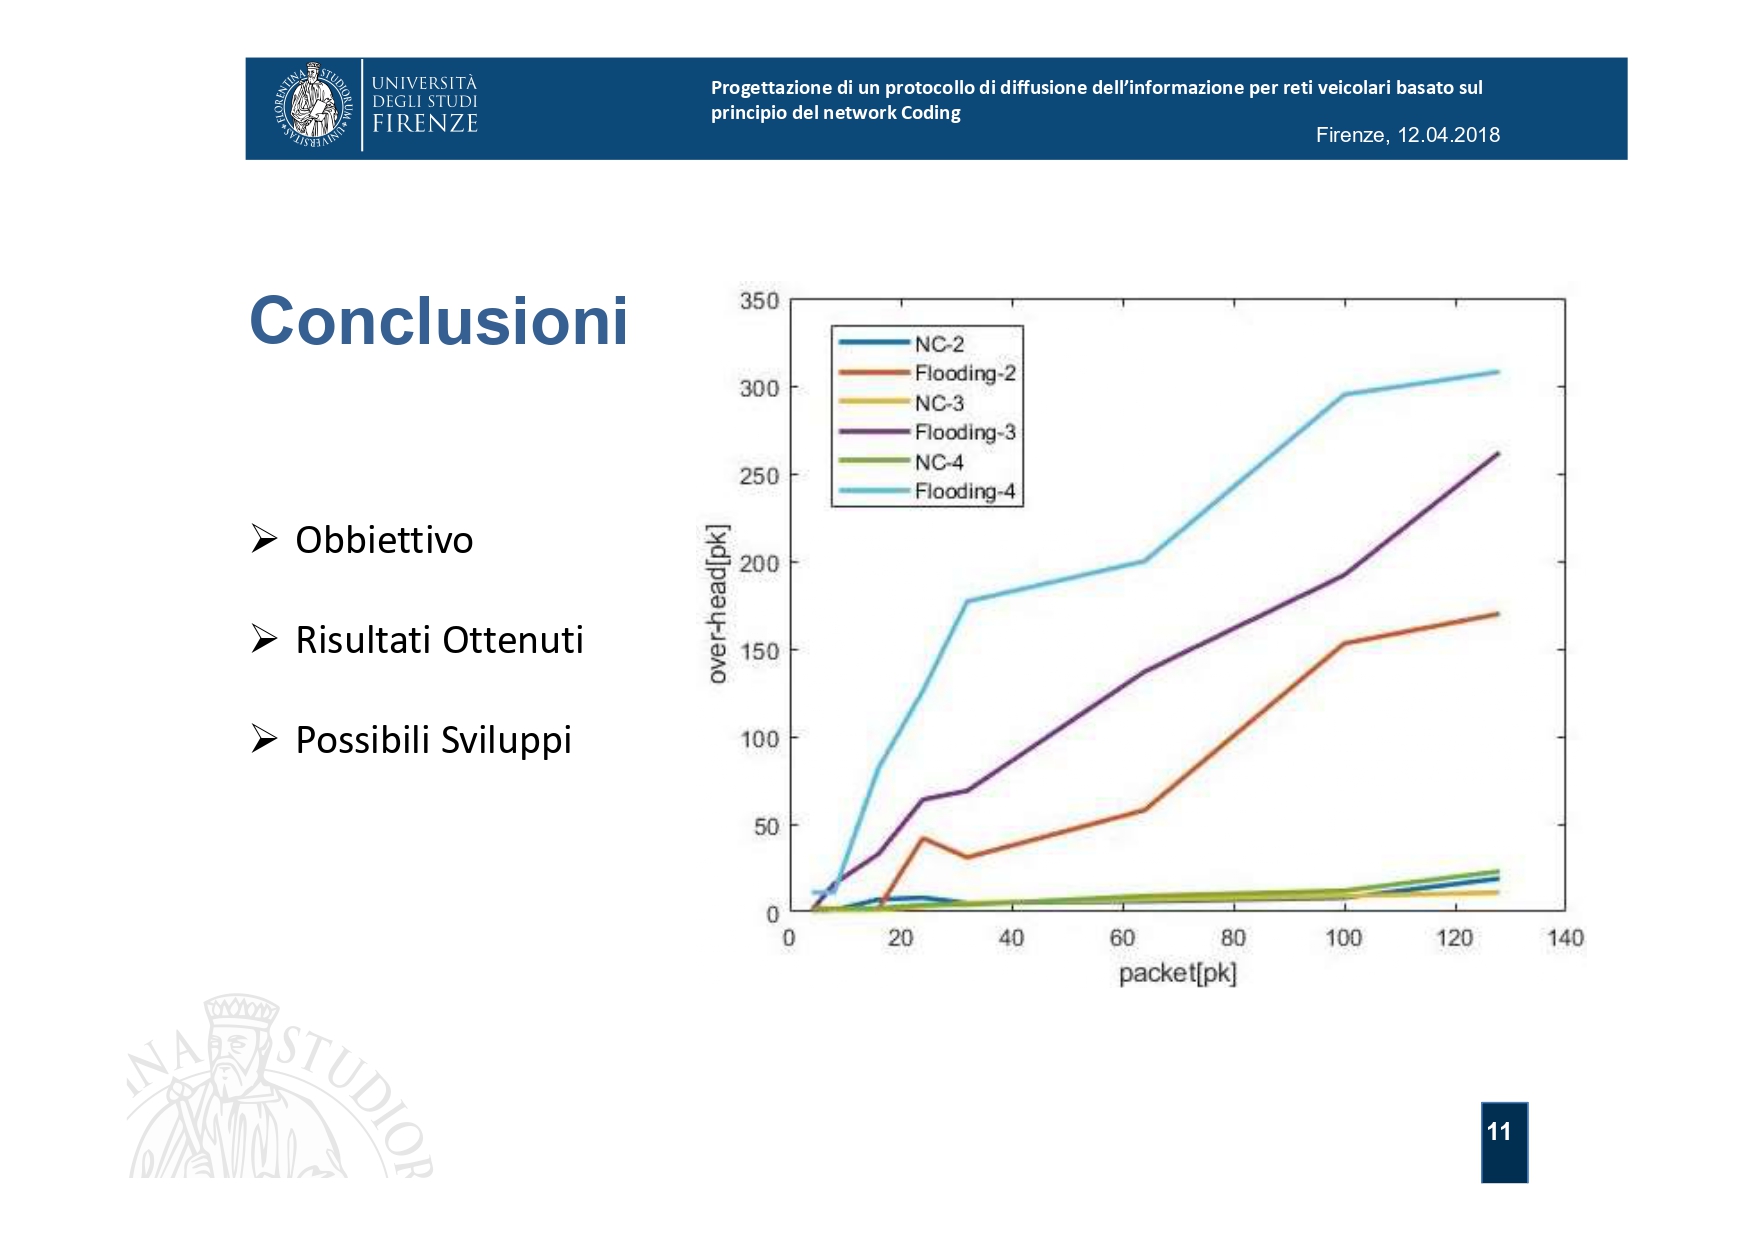 UNIVERSITÀ
DEGLI STUDI
FIRENZE
Progettazione di un protocollo di diffusione dell’informazione per reti veicolari basato sul
principio del network Coding
Firenze, 12.04.2018
Conclusioni
➢ Obbiettivo
➢ Risultati Ottenuti
➢ Possibili Sviluppi
350
300
250
200
150
100
50
0
over-head[pk]
NC-2
Flooding-2
NC-3
Flooding-3
NC-4
Flooding-4
0 20 40 60 80 100 120 140
packet[pk]
INA STUDIOR
11